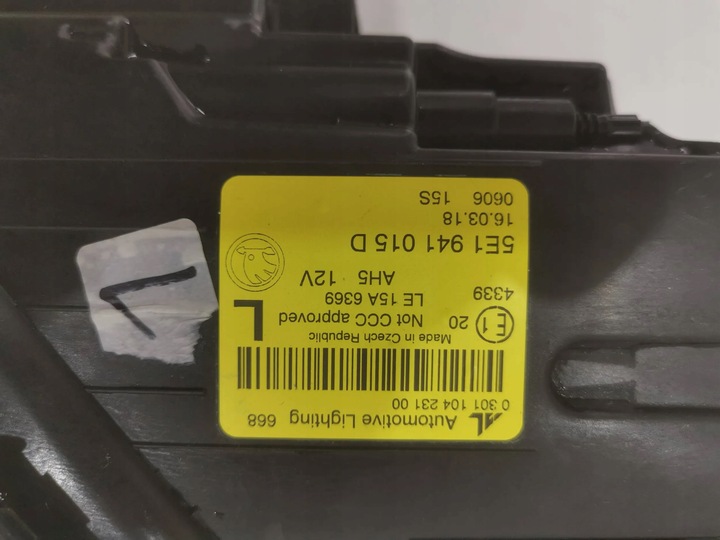 Automotive Lighting 668
0 301 104 231 00
Made in Czech Republic
E1 20 Not CCC approved L
4339 LE 15A 6369
AH5 12V
5E1 941 015 D
16.03.18
0606 15S
L